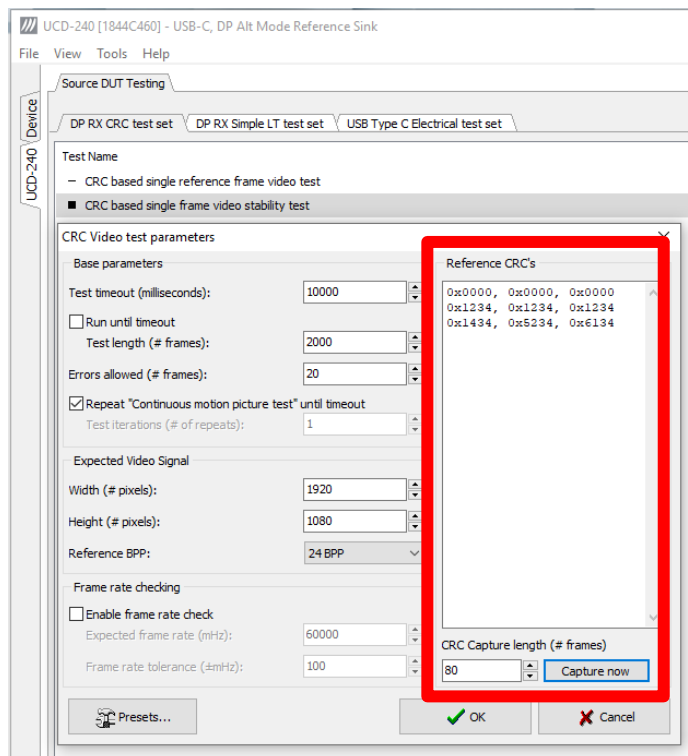 UCD-240 [1844C460] - USB-C, DP Alt Mode Reference Sink
File View Tools Help
Device
UCD-240
Source DUT Testing
DP RX CRC test set DP RX Simple LT test set USB Type C Electrical test set
Test Name
CRC based single reference frame video test
CRC based single frame video stability test
CRC Video test parameters
Base parameters
Test timeout (milliseconds): 10000
Run until timeout
Test length (# frames): 2000
Errors allowed (# frames): 20
Repeat "Continuous motion picture test" until timeout
Test iterations (# of repeats): 1
Expected Video Signal
Width (# pixels): 1920
Height (# pixels): 1080
Reference BPP: 24 BPP
Frame rate checking
Enable frame rate check
Expected frame rate (mHz): 60000
Frame rate tolerance (±mHz): 100
Reference CRC's
0x0000, 0x0000, 0x0000
0x1234, 0x1234, 0x1234
0x1434, 0x5234, 0x6134
CRC Capture length (# frames)
80 Capture now
Presets... OK Cancel